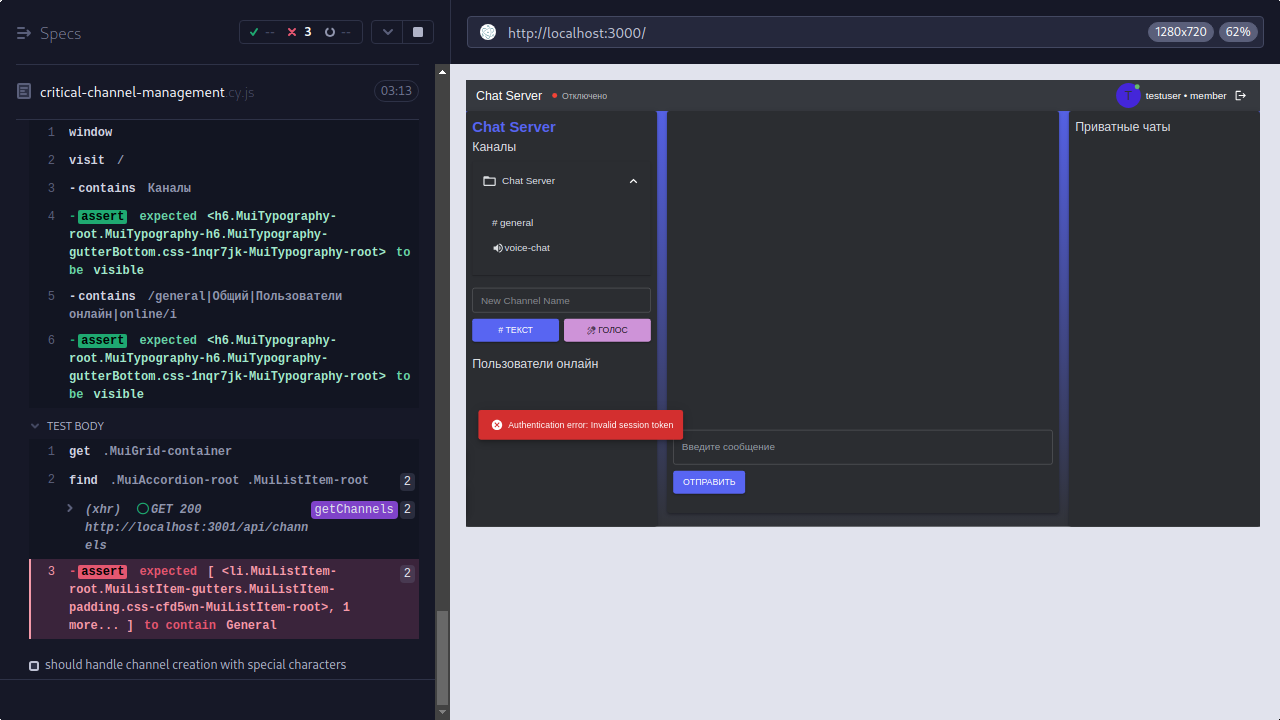 Specs
-- 3 --
http://localhost:3000/
1280x720
62%
critical-channel-management.cy.js
03:13
1 window
2 visit /
3 -contains Каналы
4 -assert expected <h6.MuiTypography-
root.MuiTypography-h6.MuiTypography-
gutterBottom.css-1nqr7jk-MuiTypography-root> to
be visible
5 -contains /general|Общий|Пользователи
онлайн|online/i
6 -assert expected <h6.MuiTypography-
root.MuiTypography-h6.MuiTypography-
gutterBottom.css-1nqr7jk-MuiTypography-root> to
be visible
TEST BODY
1 get .MuiGrid-container
2 find .MuiAccordion-root .MuiListItem-root 2
(xhr) GET 200 getChannels 2
http://localhost:3001/api/chann
els
3 -assert expected [ <li.MuiListItem- 2
root.MuiListItem-gutters.MuiListItem-
padding.css-cfd5wn-MuiListItem-root>, 1
more... ] to contain General
should handle channel creation with special characters
Chat Server
Отключено
T
testuser • member
Chat Server
Каналы
Chat Server
# general
voice-chat
New Channel Name
# ТЕКСТ
🎤 ГОЛОС
Пользователи онлайн
Authentication error: Invalid session token
Введите сообщение
ОТПРАВИТЬ
Приватные чаты